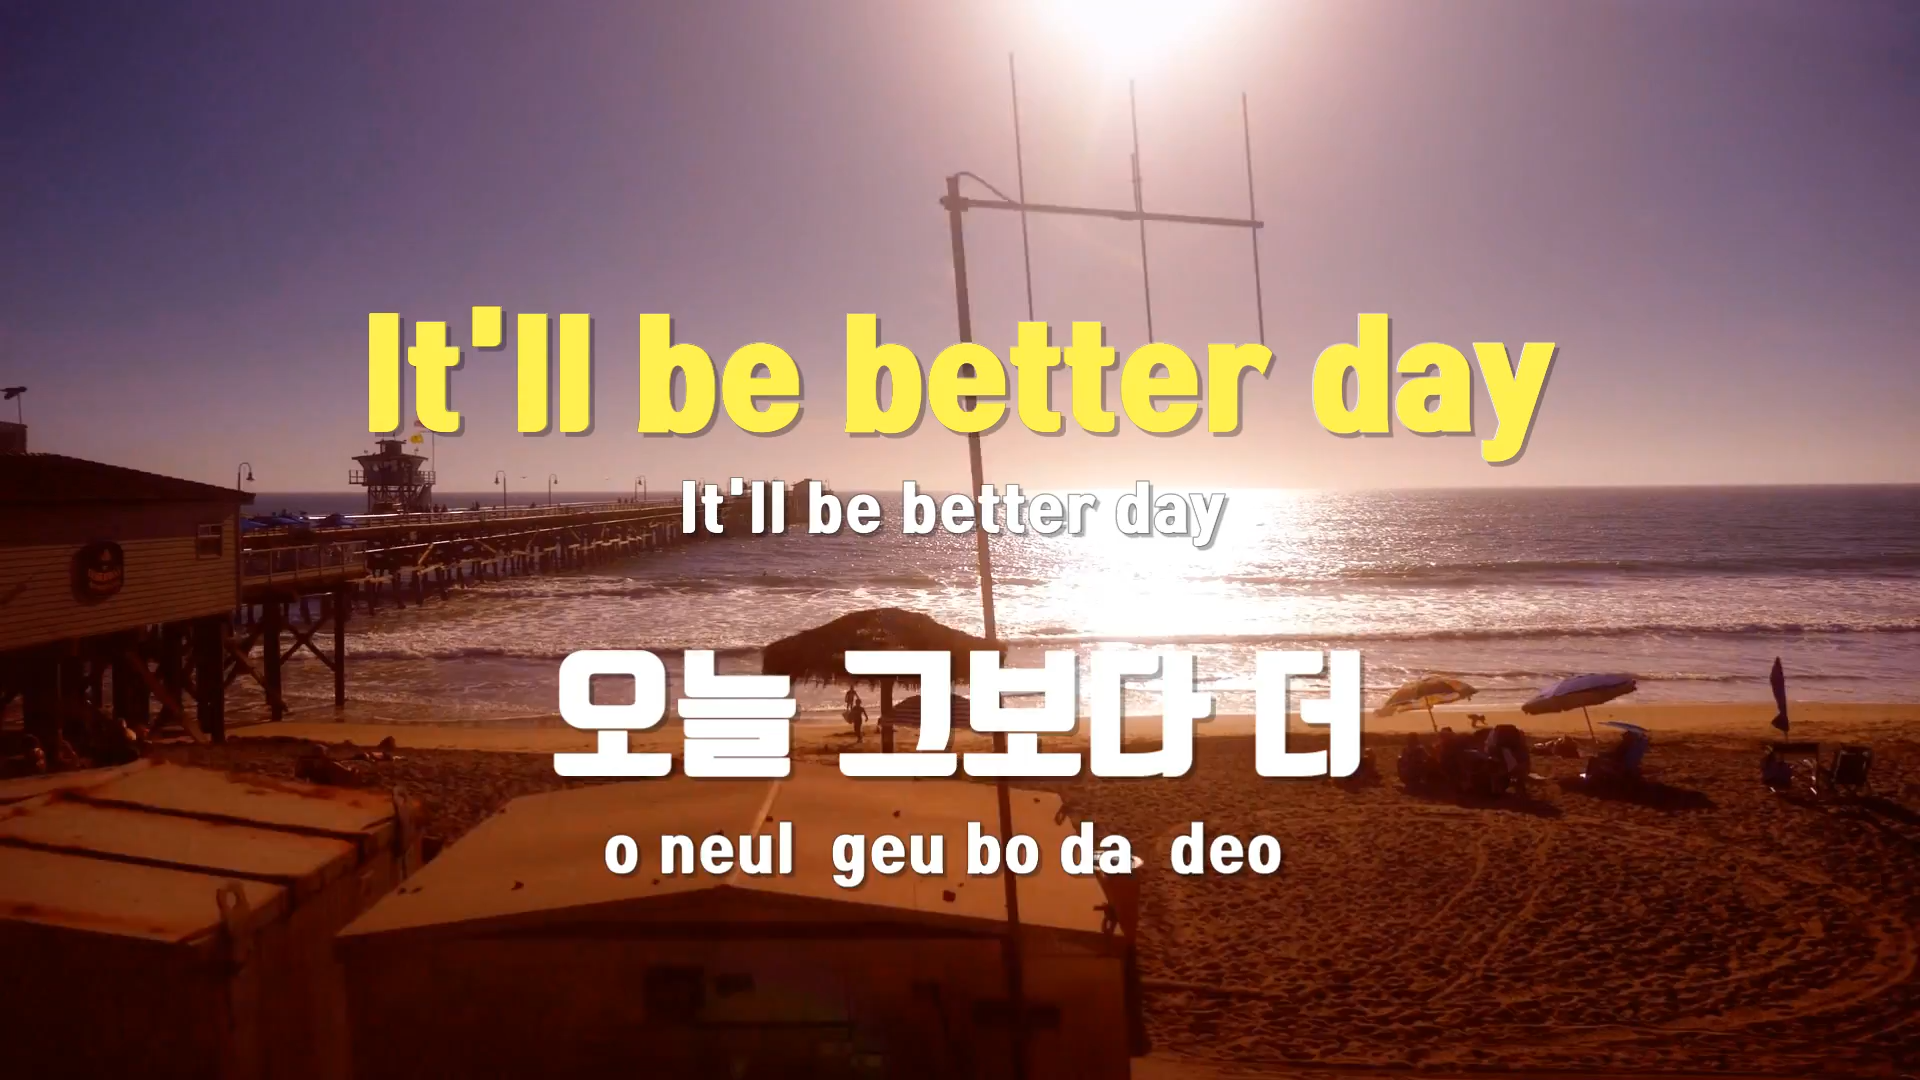 It'll be better day
It'll be better day
오늘 그보다 더
o neul geu bo da deo